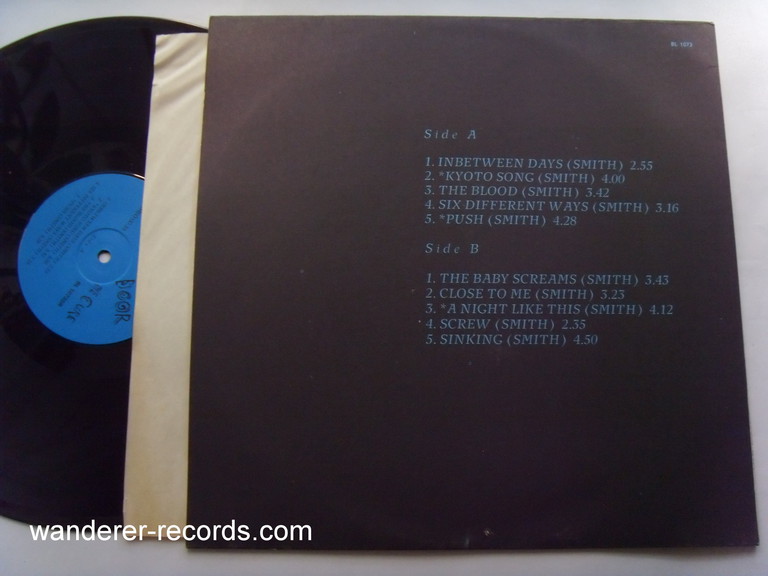 BL 1073
Side A
1. INBETWEEN DAYS (SMITH) 2.55
2. *KYOTO SONG (SMITH) 4.00
3. THE BLOOD (SMITH) 3.42
4. SIX DIFFERENT WAYS (SMITH) 3.16
5. *PUSH (SMITH) 4.28
Side B
1. THE BABY SCREAMS (SMITH) 3.43
2. CLOSE TO ME (SMITH) 3.23
3. *A NIGHT LIKE THIS (SMITH) 4.12
4. SCREW (SMITH) 2.35
5. SINKING (SMITH) 4.50
DOOR
CURE
wanderer-records.com